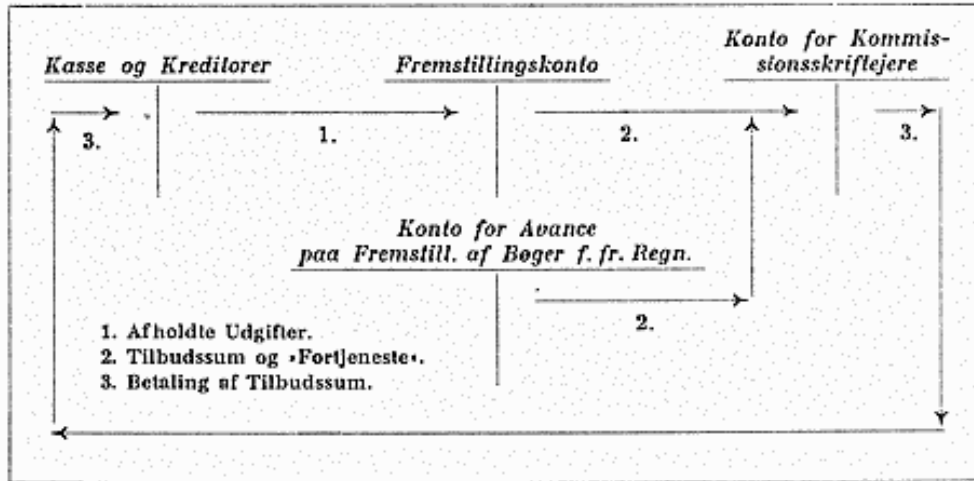 Konto for Kommis-
sionsskriftejere
Kasse og Kreditorer
Fremstillingskonto
3.
1.
2.
3.
Konto for Avance
paa Fremstill. af Bøger f. fr. Regn.
2.
1. Afholdte Udgifter.
2. Tilbudssum og »Fortjeneste«.
3. Betaling af Tilbudssum.